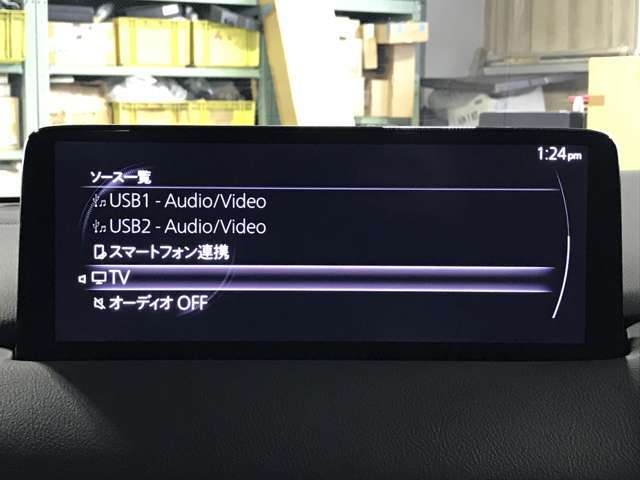 1:24pm
ソース一覧
USB1 - Audio/Video
USB2 - Audio/Video
スマートフォン連携
TV
オーディオ OFF